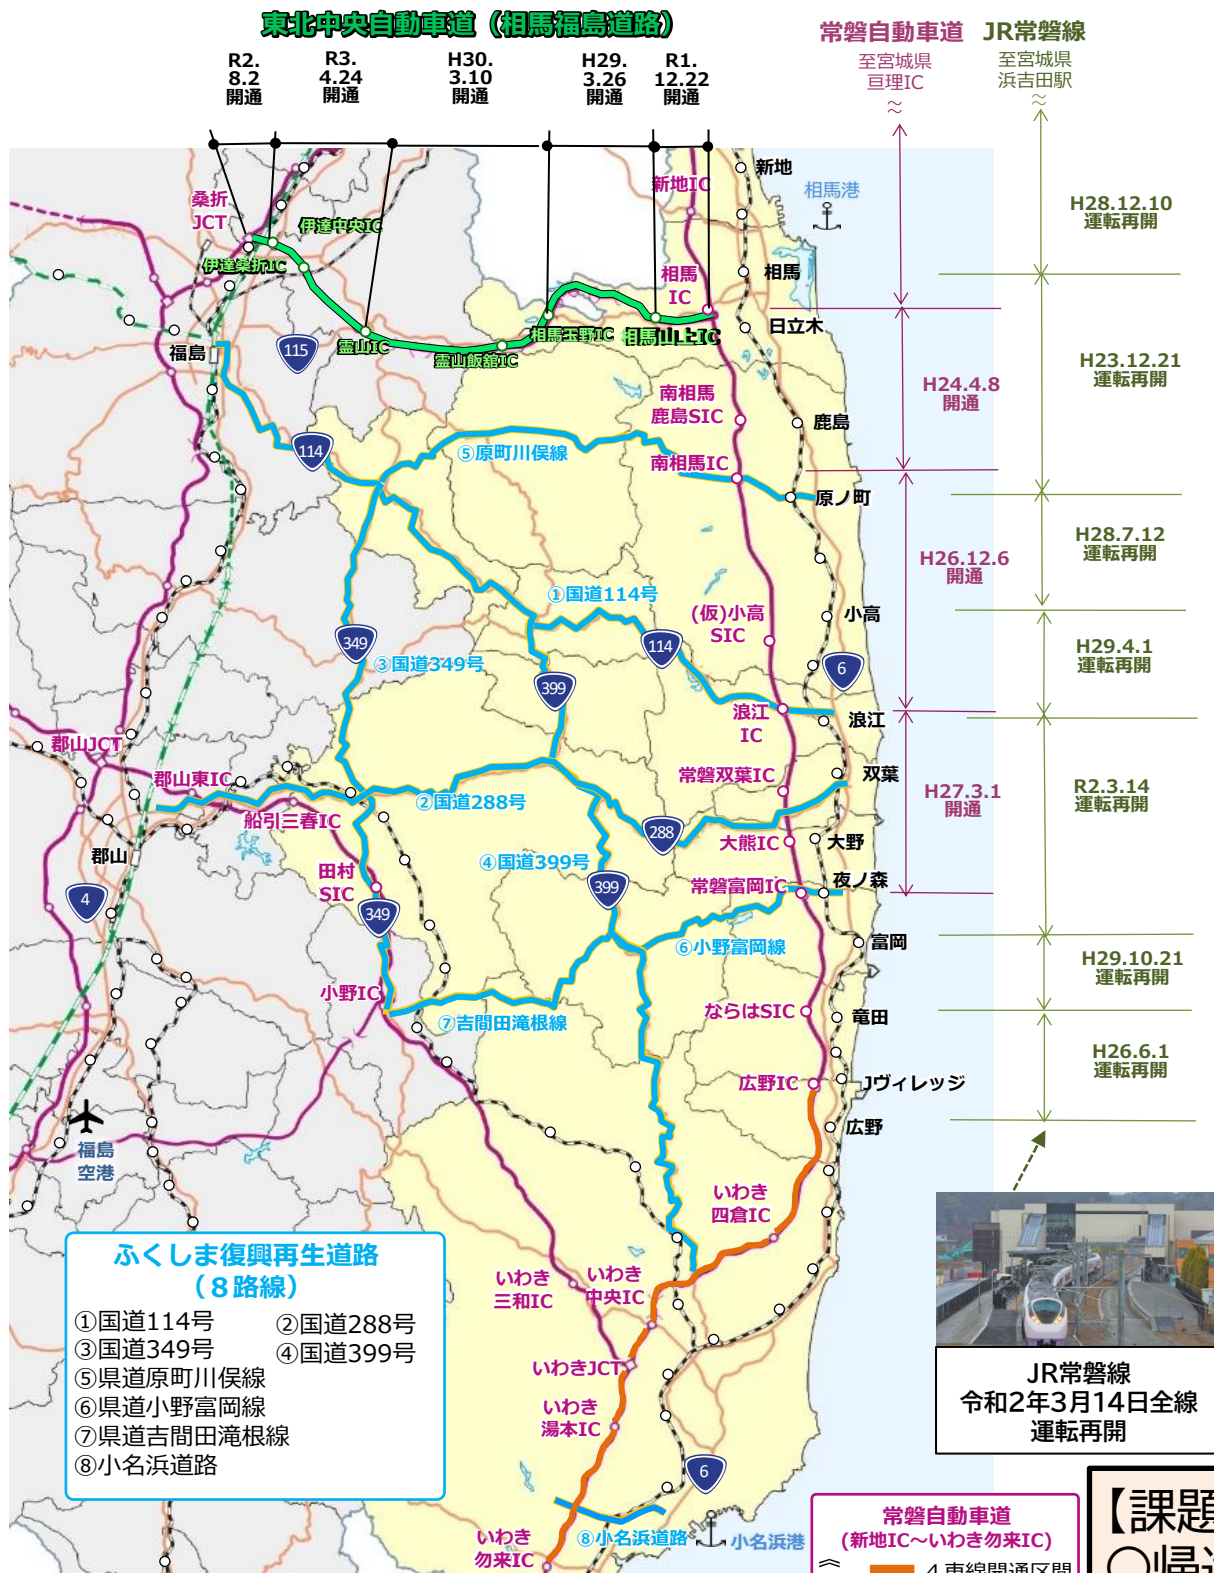 東北中央自動車道（相馬福島道路）
R2.
8.2
開通
R3.
4.24
開通
H30.
3.10
開通
H29.
3.26
開通
R1.
12.22
開通
常磐自動車道
至宮城県
亘理IC
JR常磐線
至宮城県
浜吉田駅
新地
新地IC
相馬港
桑折
JCT
伊達中央IC
伊達桑折IC
相馬
IC
相馬
日立木
H28.12.10
運転再開
福島
115
霊山IC
霊山飯舘IC
相馬玉野IC
相馬山上IC
H24.4.8
開通
H23.12.21
運転再開
南相馬
鹿島SIC
鹿島
114
⑤原町川俣線
南相馬IC
原ノ町
H26.12.6
開通
H28.7.12
運転再開
①国道114号
(仮)小高
SIC
小高
349
③国道349号
114
6
399
H29.4.1
運転再開
浪江
IC
浪江
郡山JCT
郡山東IC
常磐双葉IC
双葉
H27.3.1
開通
R2.3.14
運転再開
②国道288号
船引三春IC
288
大熊IC
大野
郡山
田村
SIC
④国道399号
399
常磐富岡IC
夜ノ森
4
349
⑥小野富岡線
富岡
H29.10.21
運転再開
小野IC
⑦吉間田滝根線
ならはSIC
竜田
広野IC
Jヴィレッジ
H26.6.1
運転再開
広野
福島
空港
いわき
四倉IC
ふくしま復興再生道路
（８路線）
①国道114号
②国道288号
③国道349号
④国道399号
⑤県道原町川俣線
⑥県道小野富岡線
⑦県道吉間田滝根線
⑧小名浜道路
いわき
三和IC
いわき
中央IC
いわきJCT
いわき
湯本IC
JR常磐線
令和2年3月14日全線
運転再開
6
⑧小名浜道路
小名浜港
いわき
勿来IC
常磐自動車道
(新地IC～いわき勿来IC)
４車線開通区間
【課題
〇帰還